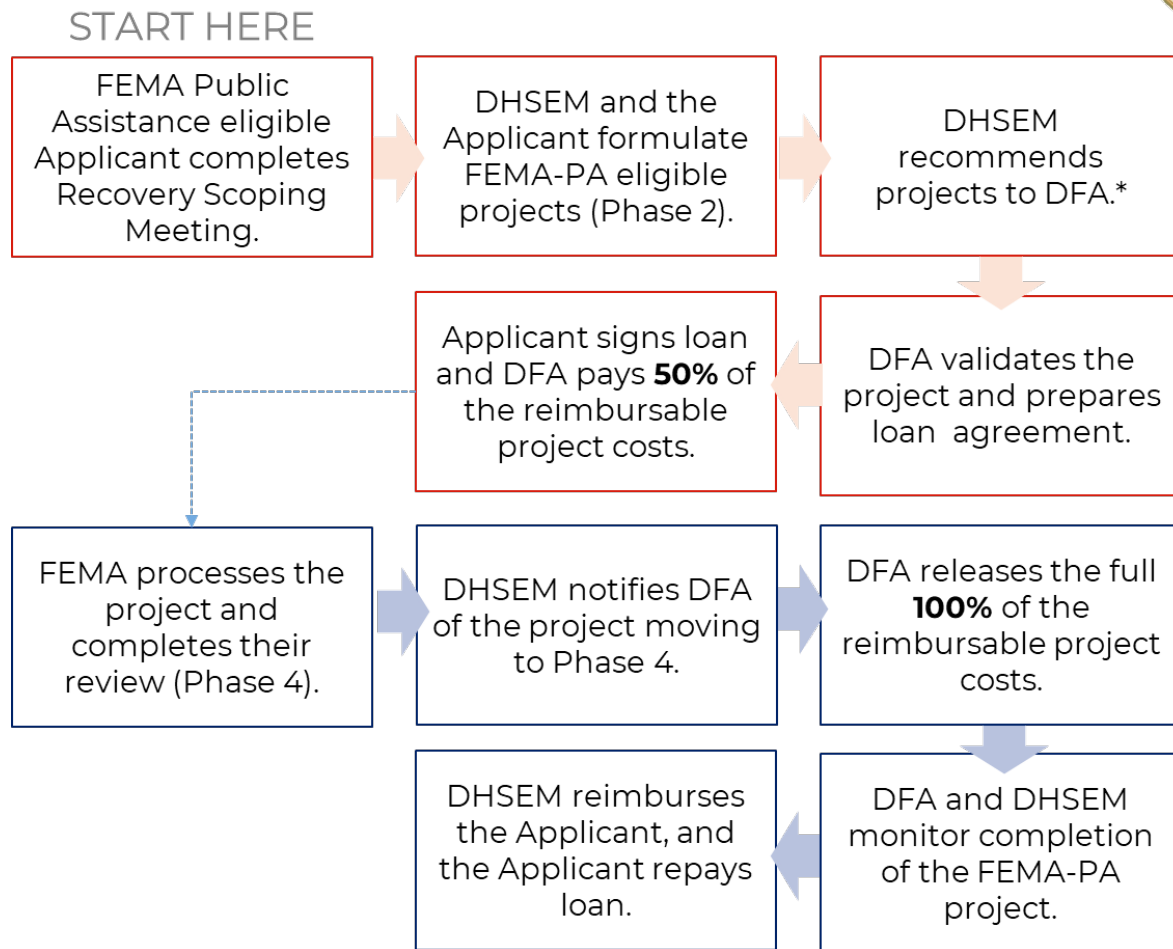 START HERE
FEMA Public
Assistance eligible
Applicant completes
Recovery Scoping
Meeting.
DHSEM and the
Applicant formulate
FEMA-PA eligible
projects (Phase 2).
DHSEM
recommends
projects to DFA.*
DFA validates the
project and prepares
loan agreement.
Applicant signs loan
and DFA pays 50% of
the reimbursable
project costs.
FEMA processes the
project and
completes their
review (Phase 4).
DHSEM notifies DFA
of the project moving
to Phase 4.
DFA releases the full
100% of the
reimbursable project
costs.
DFA and DHSEM
monitor completion
of the FEMA-PA
project.
DHSEM reimburses
the Applicant, and
the Applicant repays
loan.